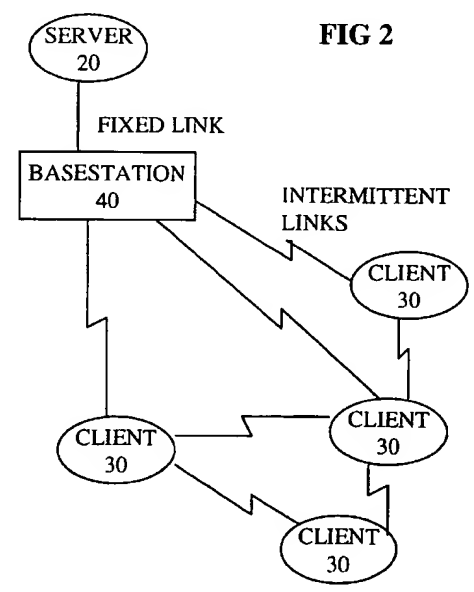 SERVER
20
FIG 2
FIXED LINK
BASESTATION
40
INTERMITTENT
LINKS
CLIENT
30
CLIENT
30
CLIENT
30
CLIENT
30